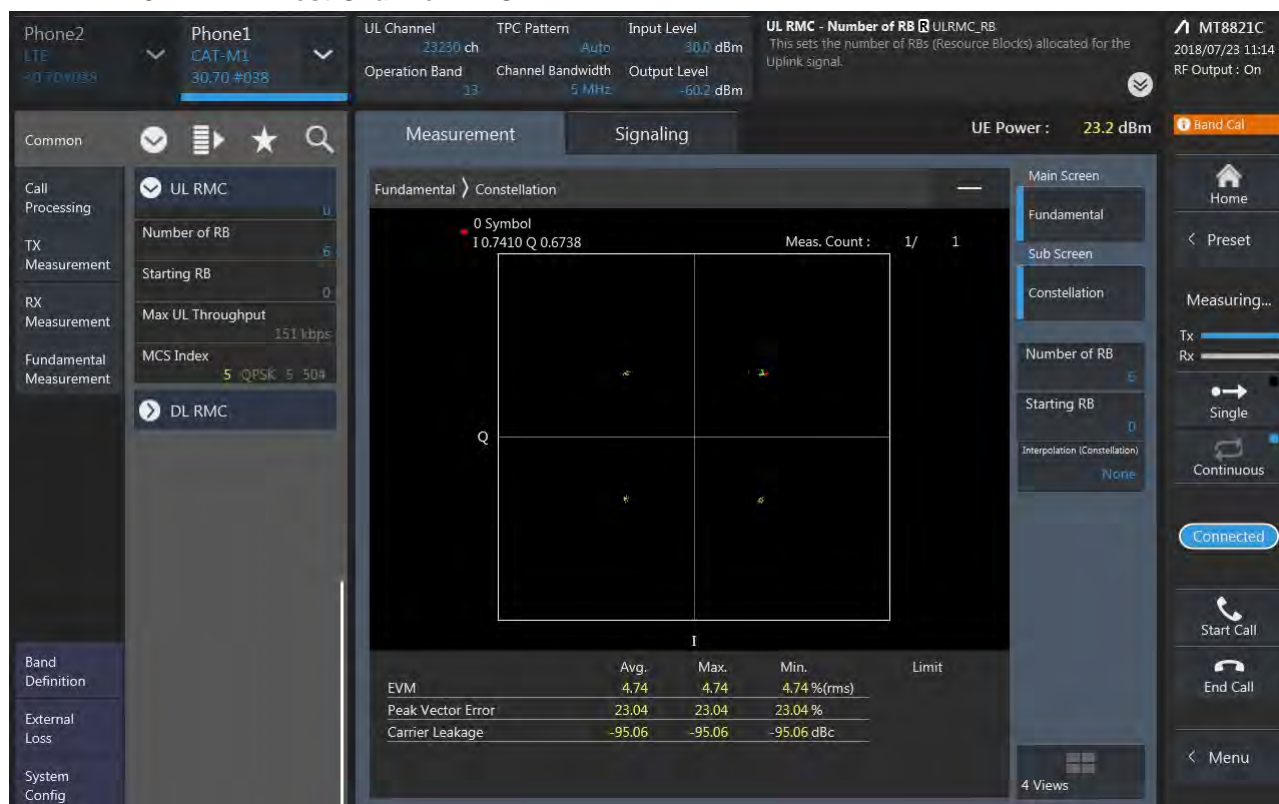 Phone2
LTE
Phone1
CAT-M1
30.70 #038
UL Channel
23230 ch
Operation Band
13
TPC Pattern
Auto
Channel Bandwidth
5 MHz
Input Level
30.0 dBm
Output Level
-60.2 dBm
UL RMC - Number of RB R ULRMC_RB
This sets the number of RBs (Resource Blocks) allocated for the
Uplink signal.
MT8821C
2018/07/23 11:14
RF Output : On
Common
Call
Processing
TX
Measurement
RX
Measurement
Fundamental
Measurement
Band
Definition
External
Loss
System
Config
UL RMC
Number of RB
6
Starting RB
0
Max UL Throughput
151 kbps
MCS Index
5 QPSK 5 504
DL RMC
Measurement
Signaling
UE Power : 23.2 dBm
Fundamental > Constellation
0 Symbol
I 0.7410 Q 0.6738
Meas. Count : 1/ 1
Q
I
Avg. Max. Min. Limit
EVM 4.74 4.74 4.74 %(rms)
Peak Vector Error 23.04 23.04 23.04 %
Carrier Leakage -95.06 -95.06 -95.06 dBc
Main Screen
Fundamental
Sub Screen
Constellation
Number of RB
6
Starting RB
0
Interpolation (Constellation)
None
4 Views
Band Cal
Home
< Preset
Measuring...
Tx
Rx
Single
Continuous
Connected
Start Call
End Call
< Menu